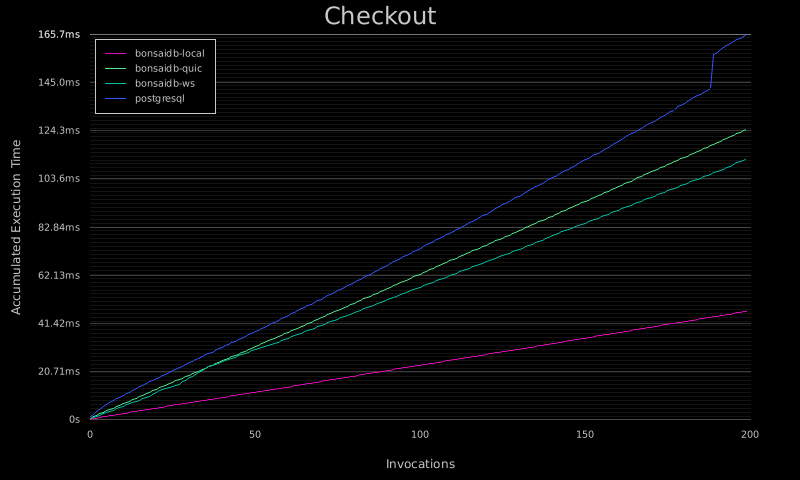 Checkout
165.7ms
145.0ms
124.3ms
103.6ms
82.84ms
62.13ms
41.42ms
20.71ms
0s
bonsaidb-local
bonsaidb-quic
bonsaidb-ws
postgresql
Accumulated Execution Time
0
50
100
150
200
Invocations